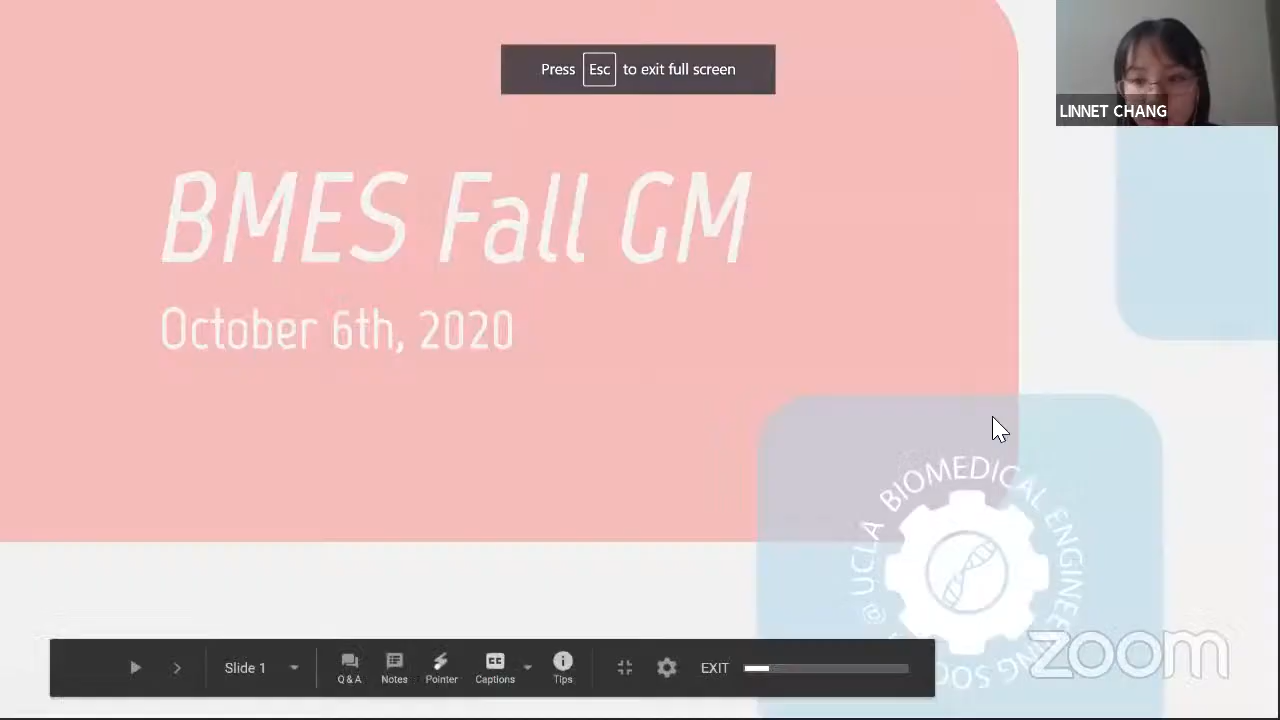 Press Esc to exit full screen
LINNET CHANG
BMES Fall GM
October 6th, 2020
@ UCLA BIOMEDICAL ENGINEERING
zoom
Slide 1
Q & A
Notes
Pointer
CC
Captions
Tips
EXIT